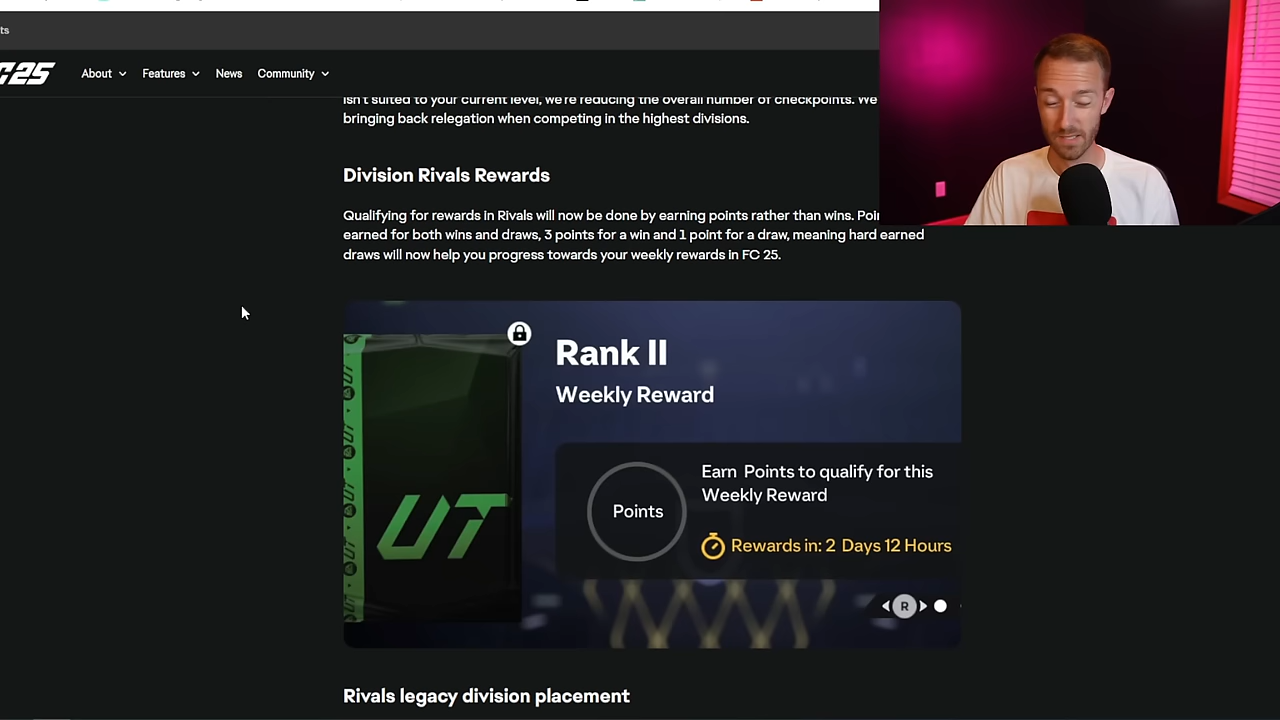 ts
C25
About
Features
News
Community
isn't suited to your current level, we're reducing the overall number of checkpoints. We
bringing back relegation when competing in the highest divisions.
Division Rivals Rewards
Qualifying for rewards in Rivals will now be done by earning points rather than wins.
earned for both wins and draws, 3 points for a win and 1 point for a draw, meaning hard earned
draws will now help you progress towards your weekly rewards in FC 25.
Rank II
Weekly Reward
Earn Points to qualify for this
Weekly Reward
Points
Rewards in: 2 Days 12 Hours
UT
R
Rivals legacy division placement